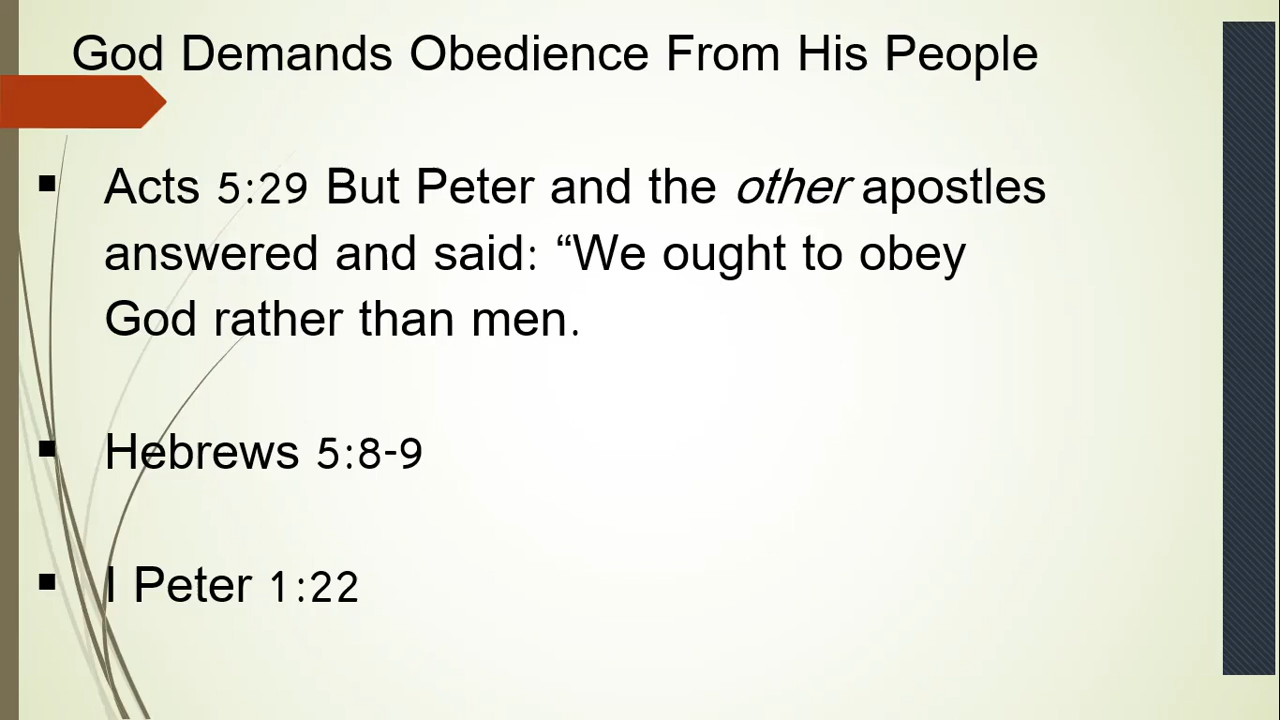 God Demands Obedience From His People
▪ Acts 5:29 But Peter and the other apostles
answered and said: “We ought to obey
God rather than men.
▪ Hebrews 5:8-9
▪ I Peter 1:22